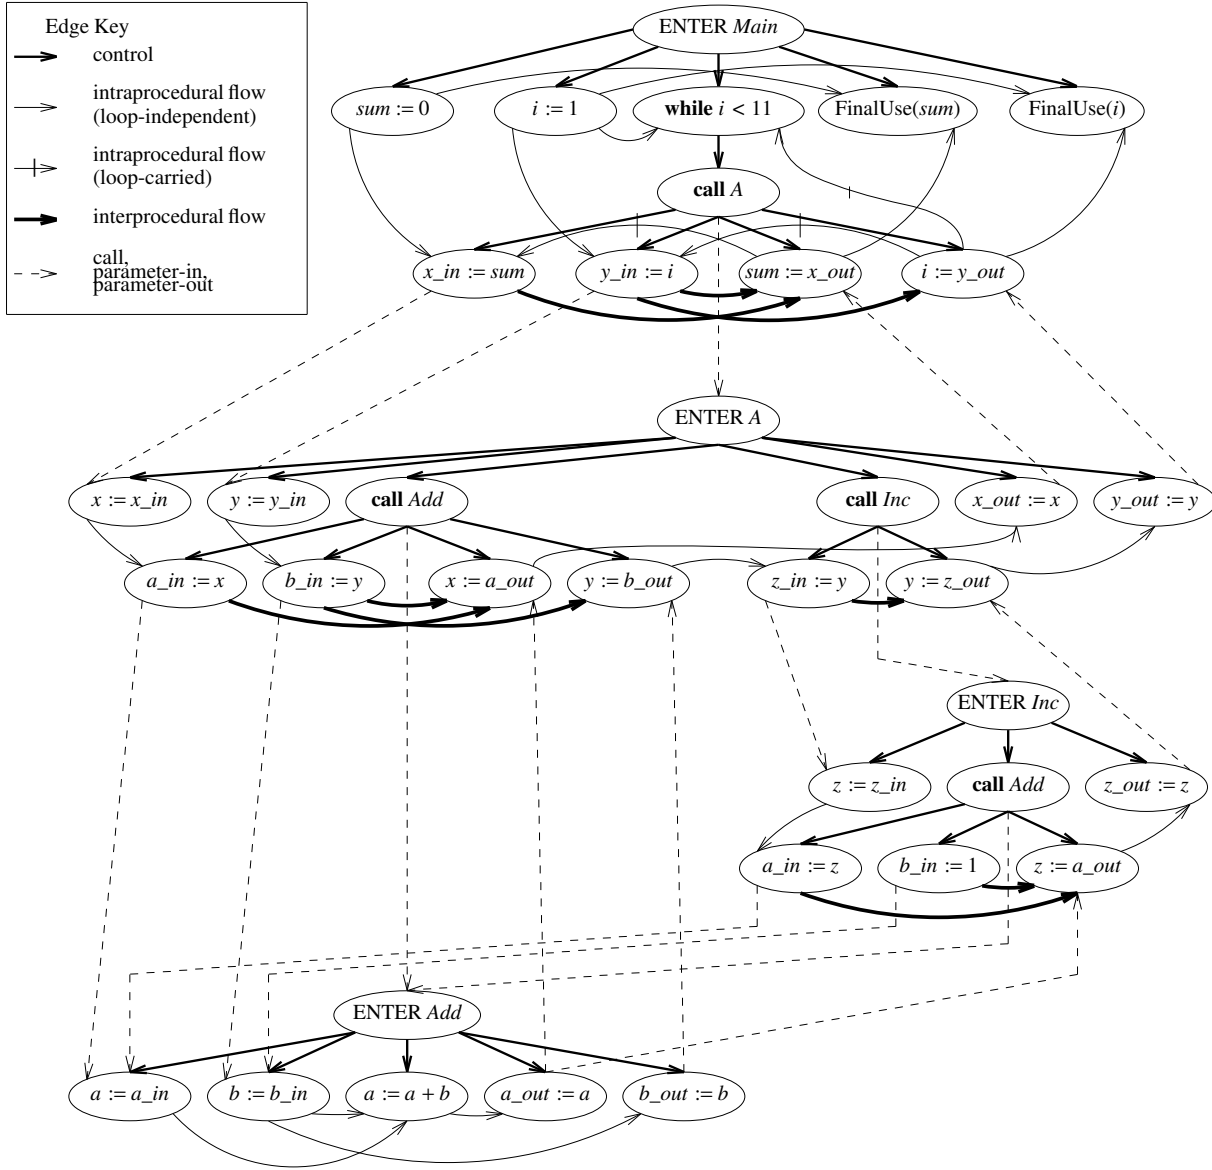 Edge Key
control
intraprocedural flow
(loop-independent)
intraprocedural flow
(loop-carried)
interprocedural flow
call,
parameter-in,
parameter-out
ENTER Main
sum := 0
i := 1
while i < 11
FinalUse(sum)
FinalUse(i)
call A
x_in := sum
y_in := i
sum := x_out
i := y_out
ENTER A
x := x_in
y := y_in
call Add
call Inc
x_out := x
y_out := y
a_in := x
b_in := y
x := a_out
y := b_out
z_in := y
y := z_out
ENTER Inc
z := z_in
call Add
z_out := z
a_in := z
b_in := 1
z := a_out
ENTER Add
a := a_in
b := b_in
a := a + b
a_out := a
b_out := b